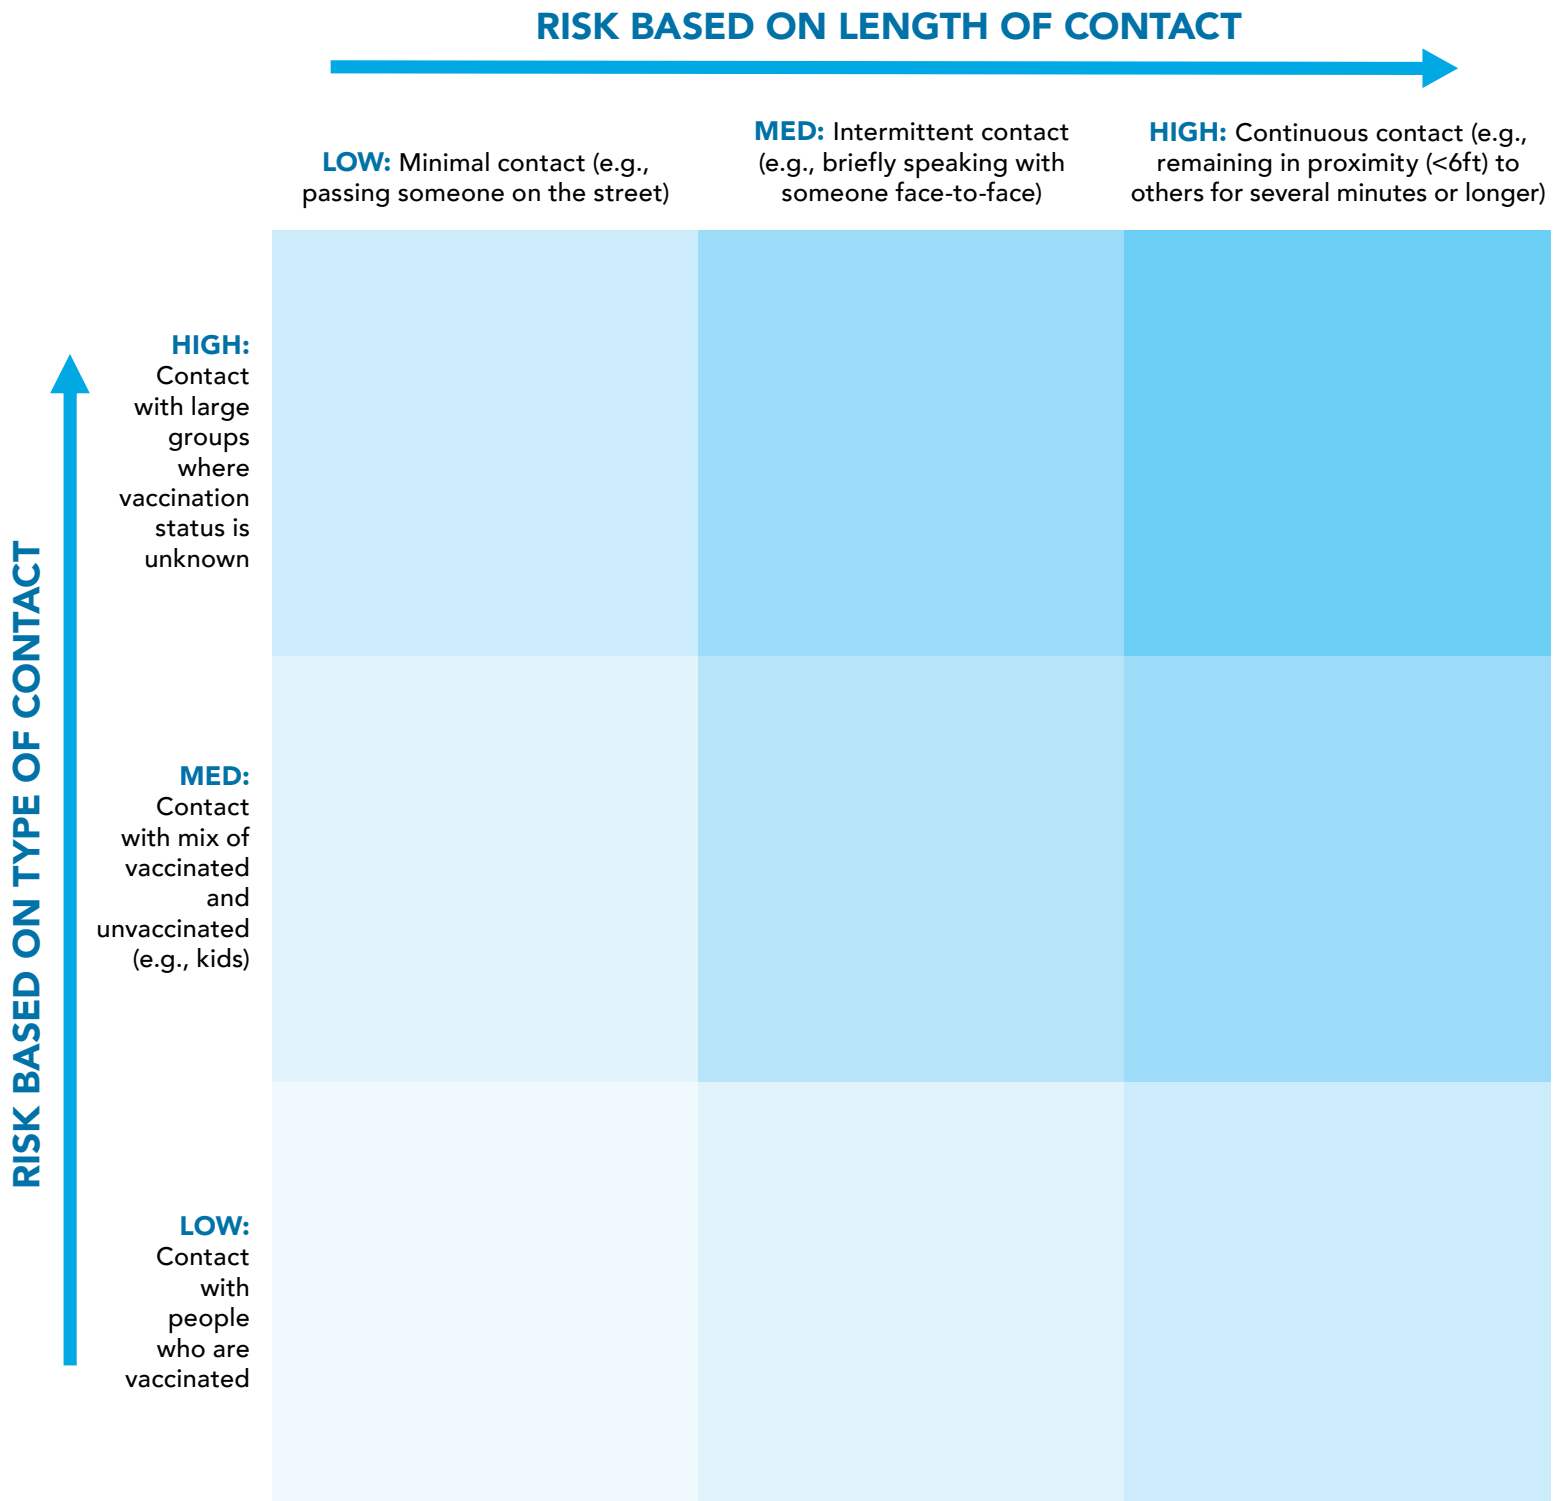 RISK BASED ON LENGTH OF CONTACT
LOW: Minimal contact (e.g.,
passing someone on the street)
MED: Intermittent contact
(e.g., briefly speaking with
someone face-to-face)
HIGH: Continuous contact (e.g.,
remaining in proximity (<6ft) to
others for several minutes or longer)
RISK BASED ON TYPE OF CONTACT
HIGH:
Contact
with large
groups
where
vaccination
status is
unknown
MED:
Contact
with mix of
vaccinated
and
unvaccinated
(e.g., kids)
LOW:
Contact
with
people
who are
vaccinated